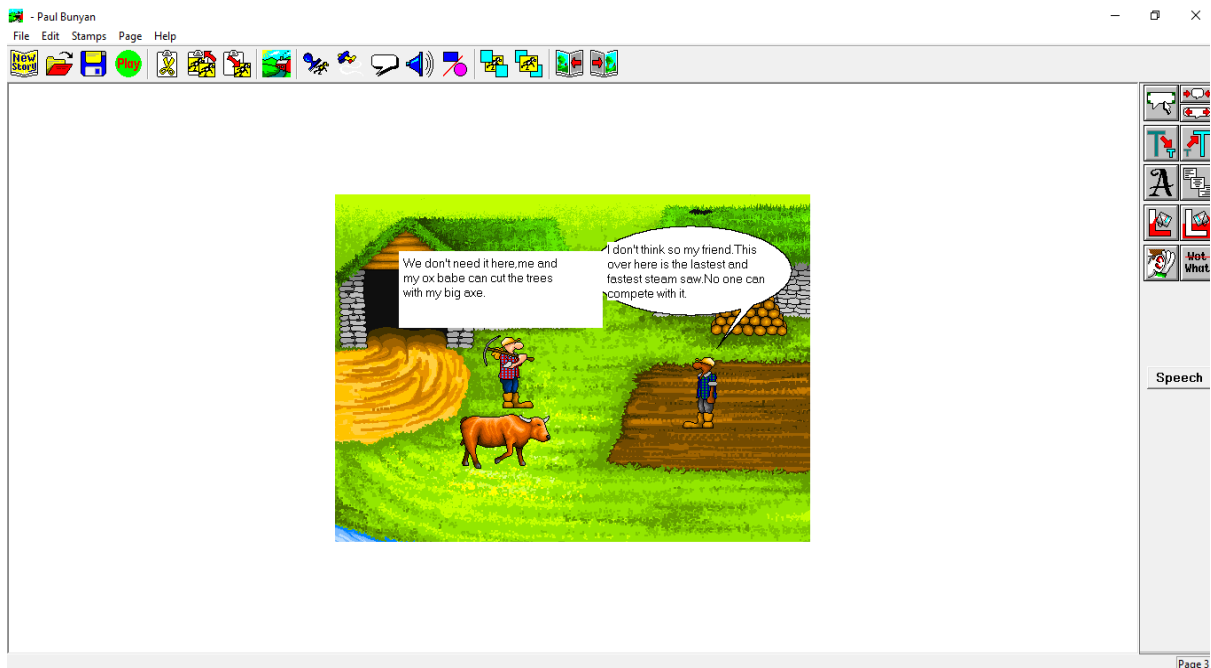 - Paul Bunyan
File Edit Stamps Page Help
New Story Play
We don't need it here,me and
my ox babe can cut the trees
with my big axe.
I don't think so my friend.This
over here is the lastest and
fastest steam saw.No one can
compete with it.
T T T T
A
Wot
What
Speech
Page 3